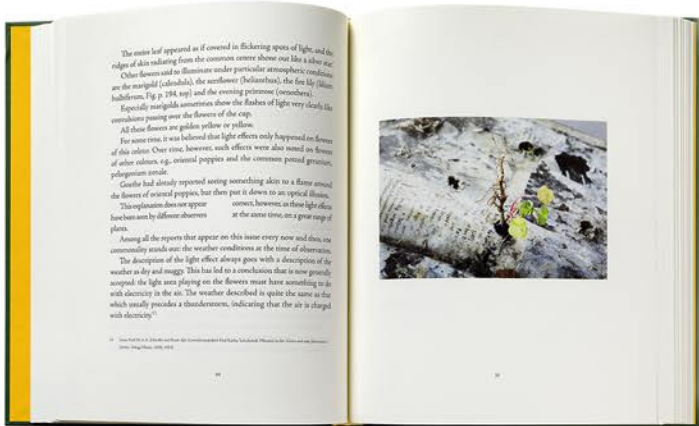 The entire leaf appeared as if covered in flickering spots of light, and the
ridges of skin radiating from the common centre shone out like a silver star.
Other flowers said to illuminate under particular atmospheric conditions
are the marigold (calendula), the sunflower (helianthus), the fire lily (lilium
bulbiferum, Fig. p. 194, top) and the evening primrose (oenothera).
Especially marigolds sometimes show the flashes of light very clearly, like
convulsions passing over the flowers of the cup.
All these flowers are golden yellow or yellow.
For some time, it was believed that light effects only happened on flowers
of this colour. Over time, however, such effects were also noted on flowers
of other colours, e.g., oriental poppies and the common potted geranium,
pelargonium zonale.
Goethe had already reported seeing something akin to a flame around
the flowers of oriental poppies, but then put it down to an optical illusion.
This explanation does not appear correct, however, as these light effects
have been seen by different observers at the same time, on a great range of
plants.
Among all the reports that appear on this issue every now and then, one
commonality stands out: the weather conditions at the time of observation.
The description of the light effect always goes with a description of the
weather as dry and muggy. This has led to a conclusion that is now generally
accepted: the light seen playing on the flowers must have something to do
with electricity in the air. The weather described is quite the same as that
which usually precedes a thunderstorm, indicating that the air is charged
with electricity.